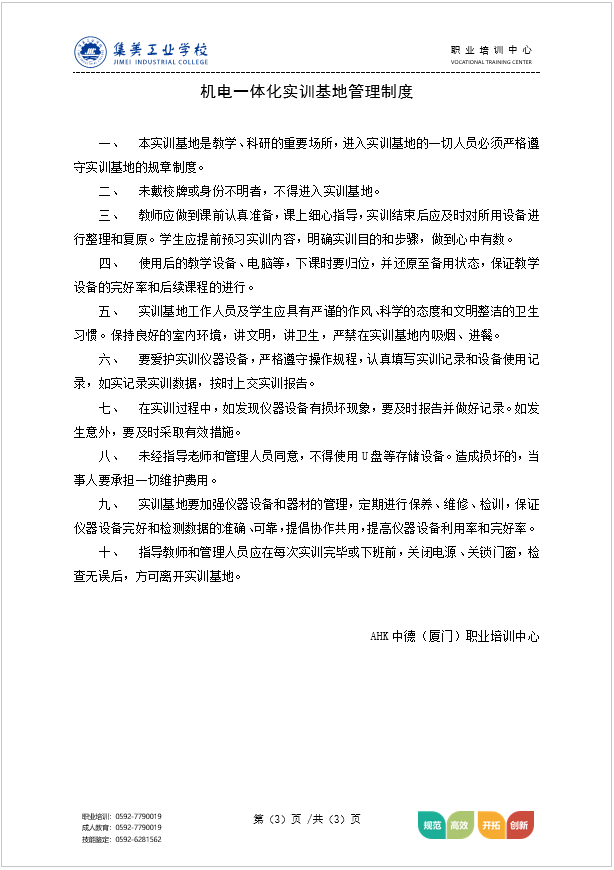 集美工业学校
JIMEI INDUSTRIAL COLLEGE
职业培训中心
VOCATIONAL TRAINING CENTER
机电一体化实训基地管理制度
一、 本实训基地是教学、科研的重要场所，进入实训基地的一切人员必须严格遵
守实训基地的规章制度。
二、 未戴校牌或身份不明者，不得进入实训基地。
三、 教师应做到课前认真准备，课上细心指导，实训结束后应及时对所用设备进
行整理和复原。学生应提前预习实训内容，明确实训目的和步骤，做到心中有数。
四、 使用后的教学设备、电脑等，下课时要归位，并还原至备用状态，保证教学
设备的完好率和后续课程的进行。
五、 实训基地工作人员及学生应具有严谨的作风、科学的态度和文明整洁的卫生
习惯。保持良好的室内环境，讲文明，讲卫生，严禁在实训基地内吸烟、进餐。
六、 要爱护实训仪器设备，严格遵守操作规程，认真填写实训记录和设备使用记
录，如实记录实训数据，按时上交实训报告。
七、 在实训过程中，如发现仪器设备有损坏现象，要及时报告并做好记录。如发
生意外，要及时采取有效措施。
八、 未经指导老师和管理人员同意，不得使用U盘等存储设备。造成损坏的，当
事人要承担一切维护费用。
九、 实训基地要加强仪器设备和器材的管理，定期进行保养、维修、检训，保证
仪器设备完好和检测数据的准确、可靠，提倡协作共用，提高仪器设备利用率和完好率。
十、 指导教师和管理人员应在每次实训完毕或下班前，关闭电源、关锁门窗，检
查无误后，方可离开实训基地。
AHK中德（厦门）职业培训中心
职业培训：0592-7790019
成人教育：0592-7790019
技能鉴定：0592-6281562
第（3）页 /共（3）页
规范 高效 开拓 创新